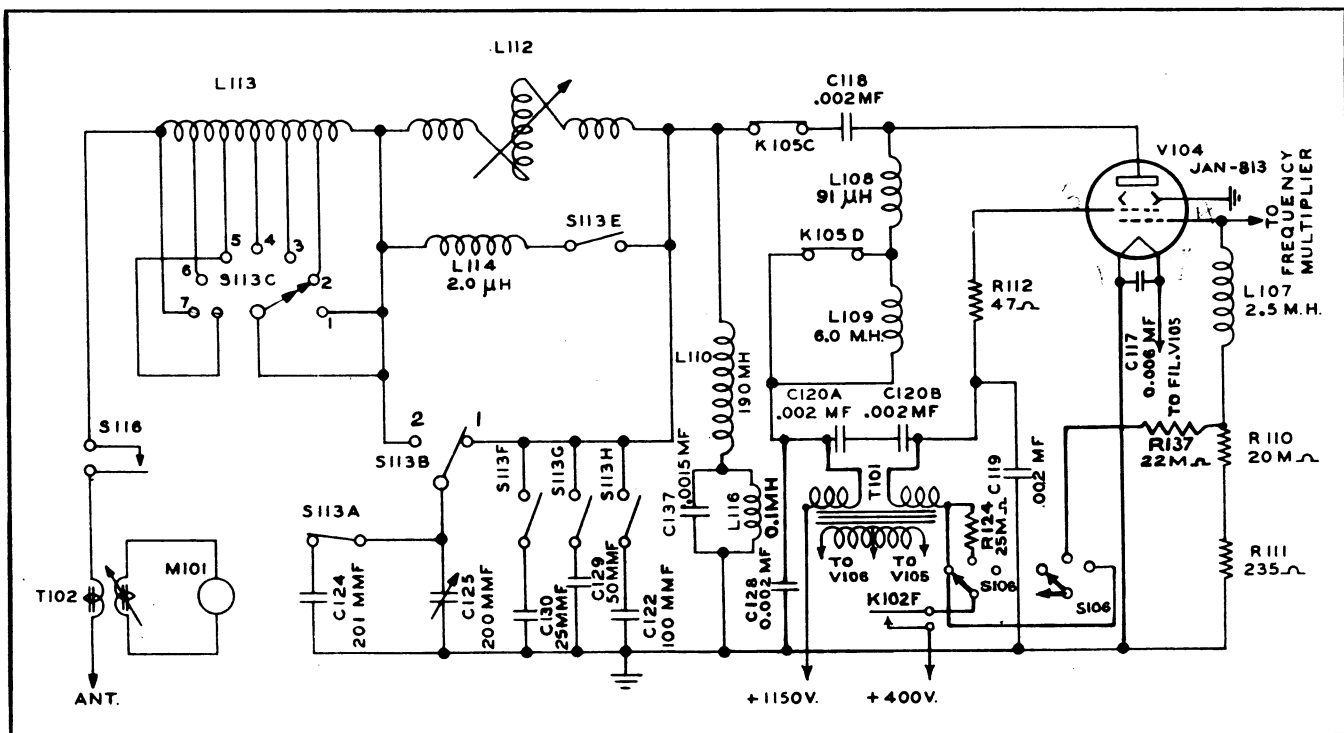 L112
L113
C118
.002MF
K105C
V104
JAN-813
TO
FREQUENCY
MULTIPLIER
L108
91 μH
S113E
K105D
L114
2.0 μH
5
4
3
6
S113C
2
7
1
R112
47Ω
L107
2.5 M.H.
C117
0.006 MF
TO FIL.V105
L109
6.0 M.H.
L110
190 MH
C120A
.002 MF
C120B
.002 MF
S116
2
1
S113B
S113F
S113G
S113H
C137
.0015MF
L116
0.1MH
T101
C119
.002 MF
R137
22MΩ
R110
20MΩ
S113A
R124
25MΩ
T102
M101
C124
201 MMF
C125
200MMF
C130
25MMF
C129
50MMF
C122
100 MMF
C128
0.002 MF
TO
V106
TO
V105
S106
S106
K102F
R111
235Ω
ANT.
+1150V.
+400V.